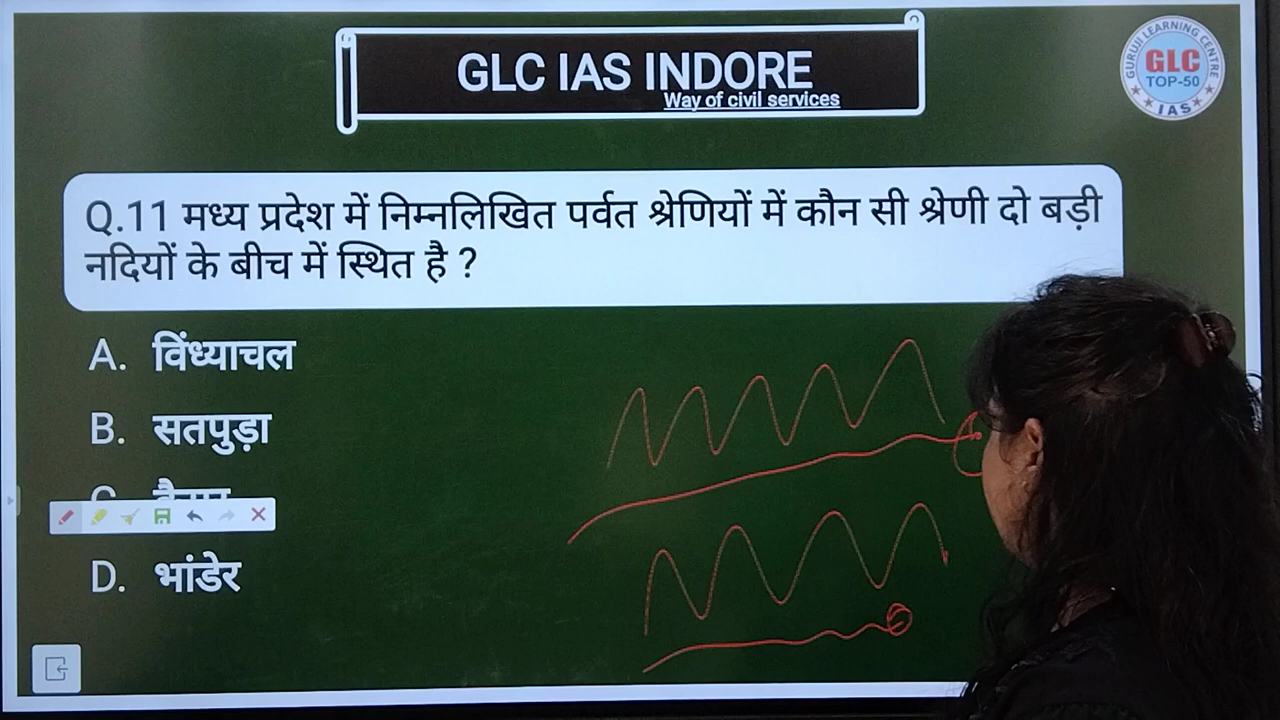 GLC IAS INDORE
Way of civil services
GURUJI LEARNING CENTRE
GLC
TOP-50
IAS
Q.11 मध्य प्रदेश में निम्नलिखित पर्वत श्रेणियों में कौन सी श्रेणी दो बड़ी
नदियों के बीच में स्थित है ?
A. विंध्याचल
B. सतपुड़ा
D. भांडेर